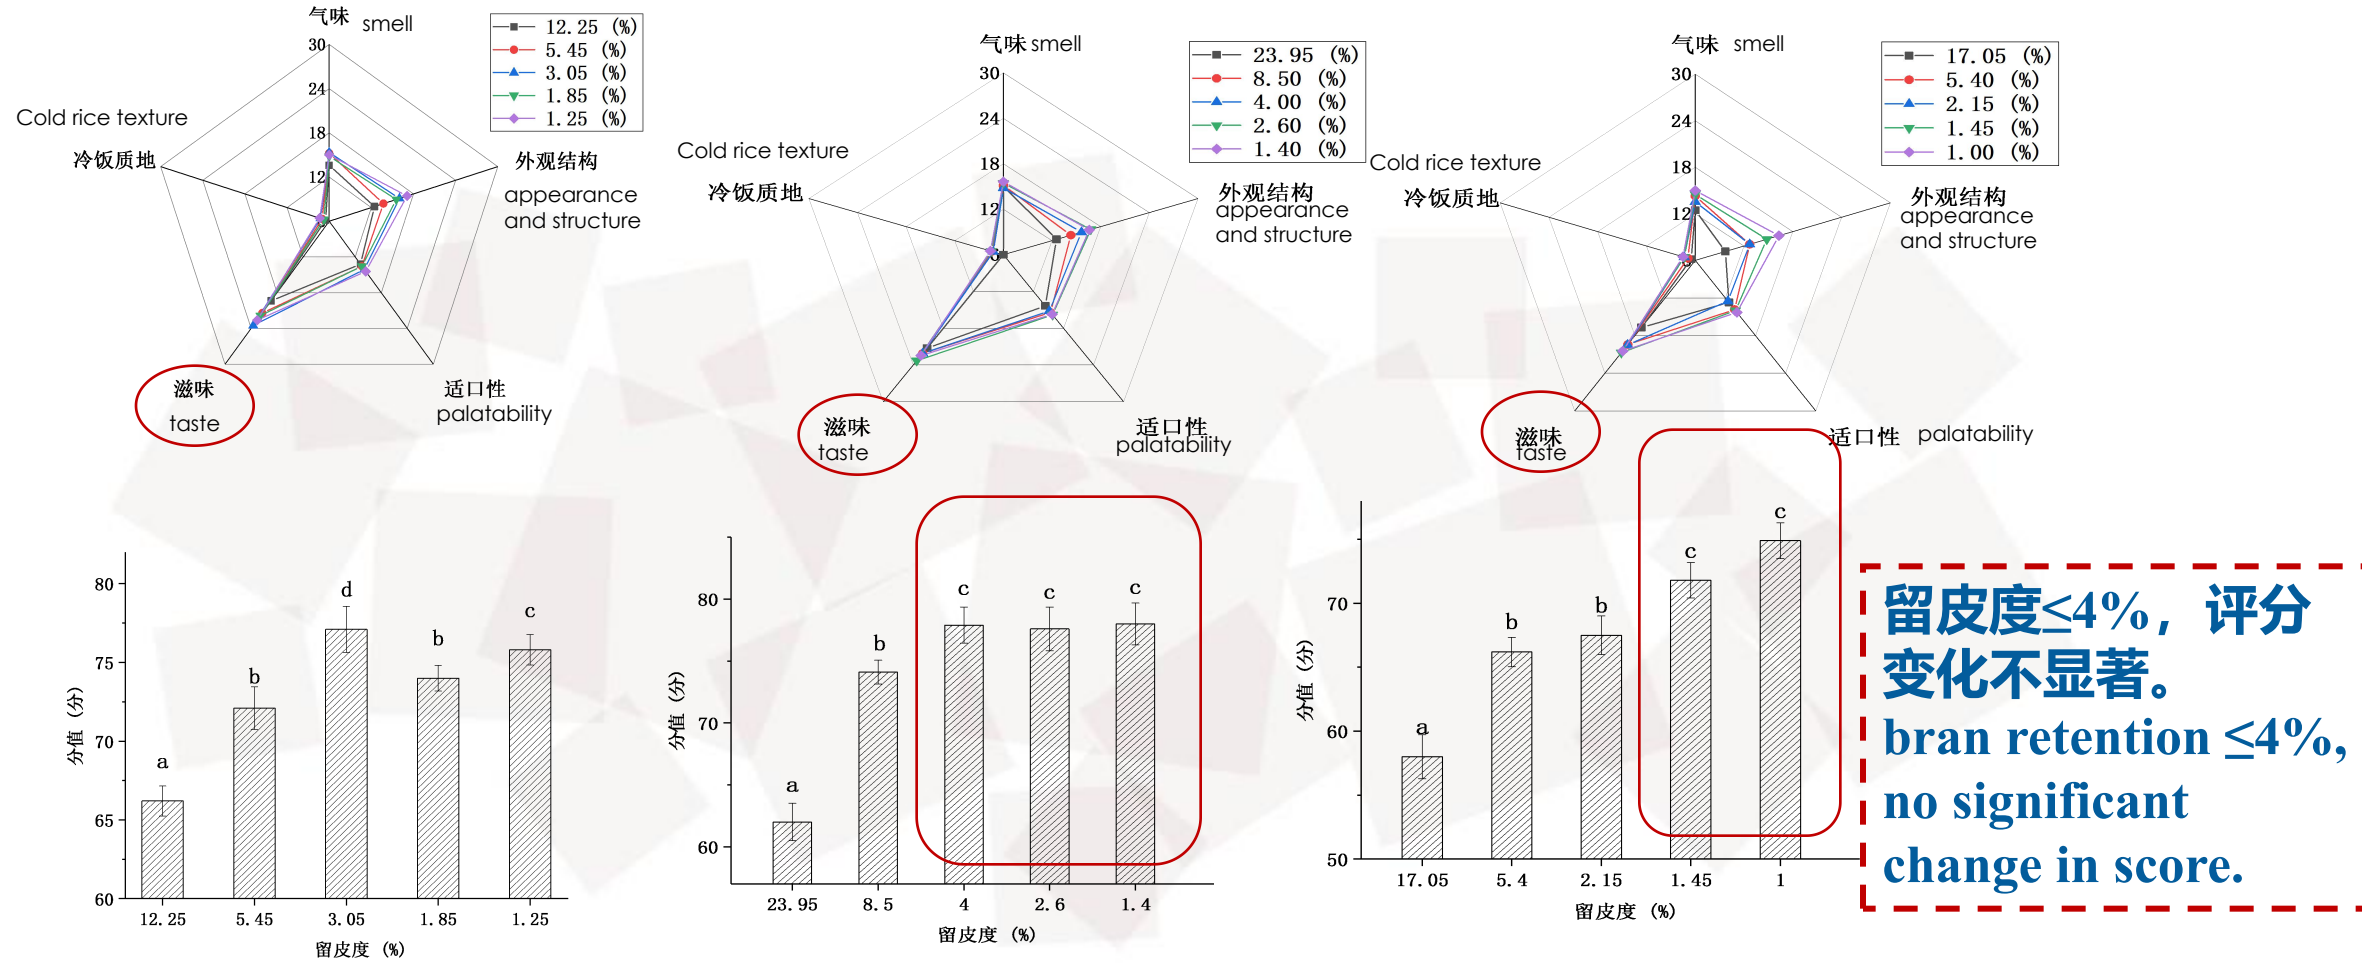 气味 smell
12.25 (%)
5.45 (%)
3.05 (%)
1.85 (%)
1.25 (%)
30
24
18
12
Cold rice texture
冷饭质地
外观结构
appearance
and structure
滋味
taste
适口性
palatability
气味 smell
23.95 (%)
8.50 (%)
4.00 (%)
2.60 (%)
1.40 (%)
30
24
18
12
6
Cold rice texture
冷饭质地
外观结构
appearance
and structure
滋味
taste
适口性
palatability
气味 smell
17.05 (%)
5.40 (%)
2.15 (%)
1.45 (%)
1.00 (%)
30
24
18
12
6
Cold rice texture
冷饭质地
外观结构
appearance
and structure
滋味
taste
适口性 palatability
分值 (分)
80
75
70
65
60
a
b
d
b
c
12.25
5.45
3.05
1.85
1.25
留皮度 (%)
分值 (分)
80
70
60
a
b
c
c
c
23.95
8.5
4
2.6
1.4
留皮度 (%)
分值 (分)
70
60
50
a
b
b
c
c
17.05
5.4
2.15
1.45
1
留皮度 (%)
留皮度≤4%，评分
变化不显著。
bran retention ≤4%,
no significant
change in score.